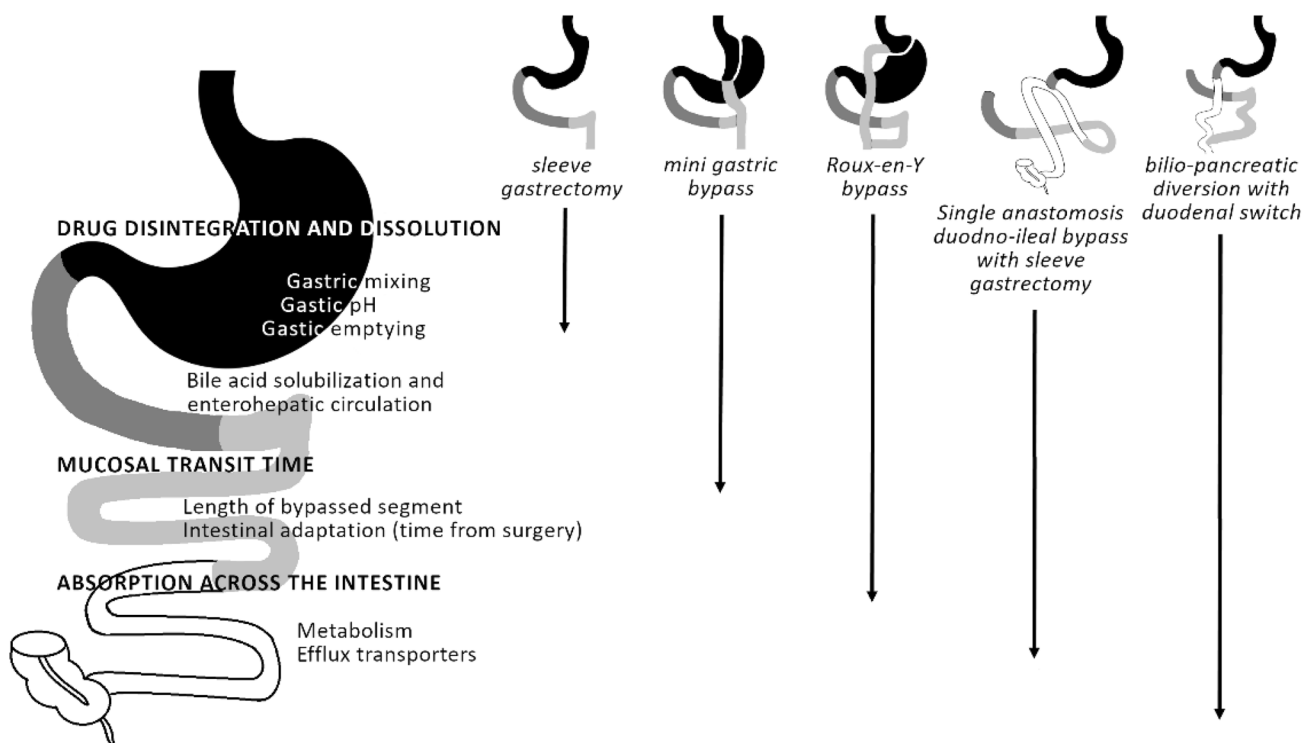 DRUG DISINTEGRATION AND DISSOLUTION
Gastric mixing
Gastic pH
Gastic emptying
Bile acid solubilization and
enterohepatic circulation
MUCOSAL TRANSIT TIME
Length of bypassed segment
Intestinal adaptation (time from surgery)
ABSORPTION ACROSS THE INTESTINE
Metabolism
Efflux transporters
sleeve
gastrectomy
mini gastric
bypass
Roux-en-Y
bypass
Single anastomosis
duodno-ileal bypass
with sleeve
gastrectomy
bilio-pancreatic
diversion with
duodenal switch